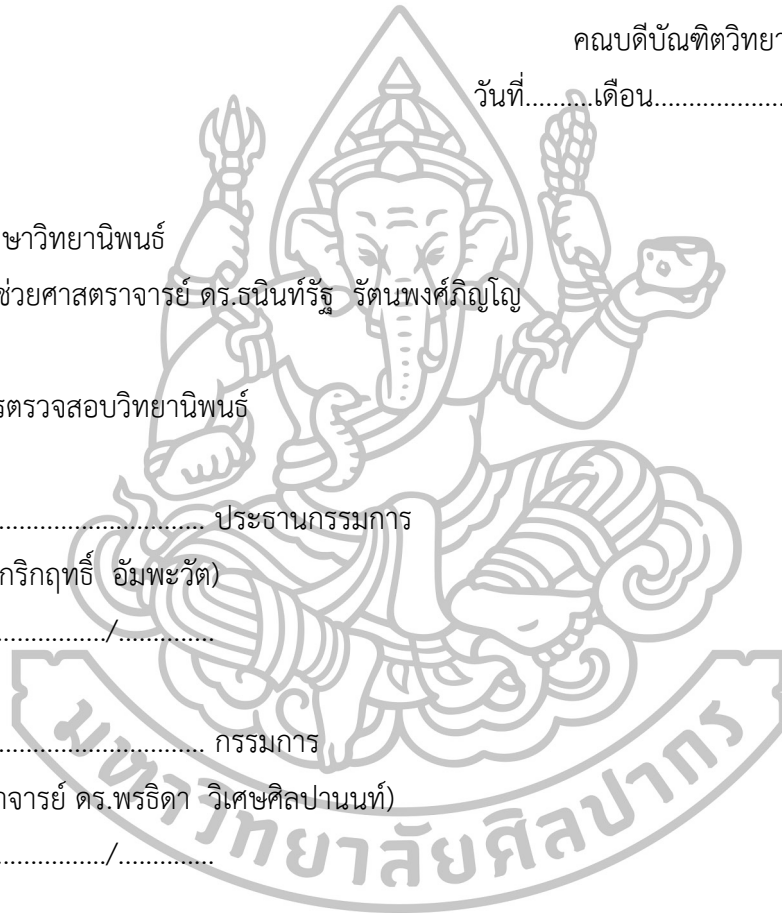 คณบดีบัณฑิตวิทยา
วันที่..........เดือน....................
ษาวิทยานิพนธ์
ช่วยศาสตราจารย์ ดร.ธนินท์รัฐ รัตนพงศ์ภิญโญ
รตรวจสอบวิทยานิพนธ์
................................ ประธานกรรมการ
กริกฤทธิ์ อัมพะวัต)
................/..............
................................ กรรมการ
าจารย์ ดร.พรธิดา วิเศษศิลปานนท์)
................/..............
มหาวิทยาลัยศิลปากร